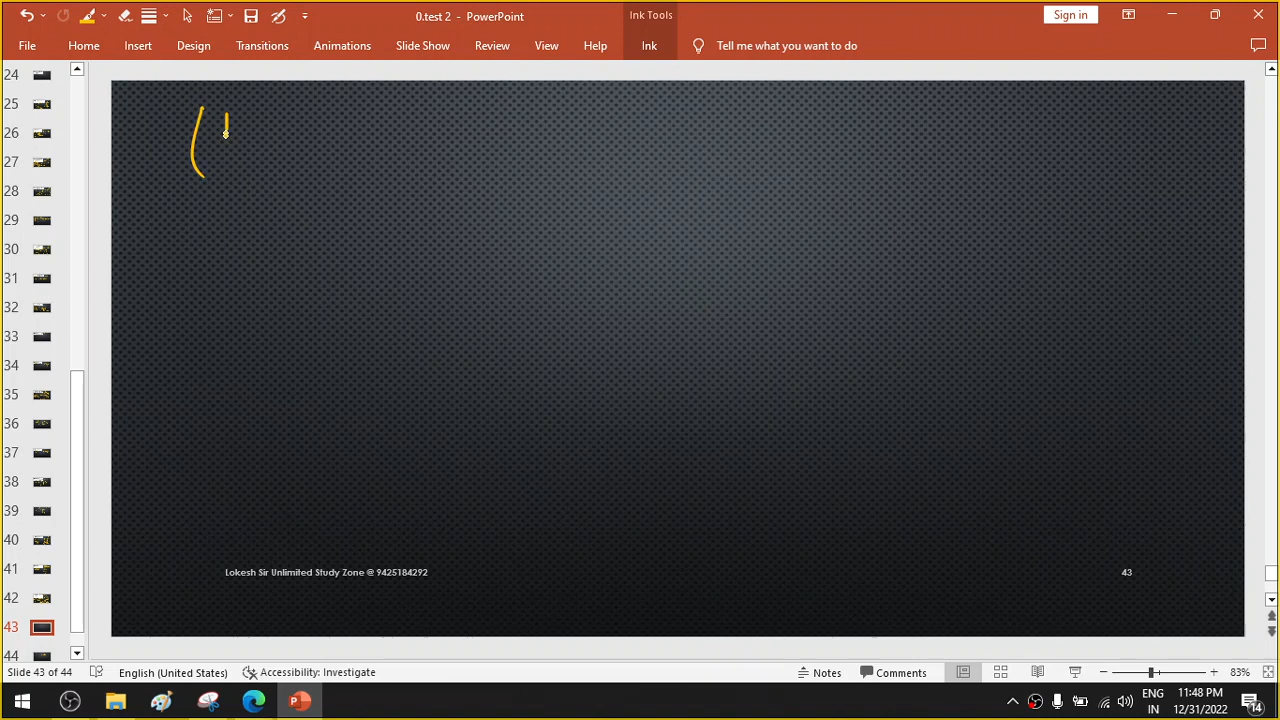 0.test 2 - PowerPoint
Ink Tools
Sign in
File Home Insert Design Transitions Animations Slide Show Review View Help Ink Tell me what you want to do
24
25
26
27
28
29
30
31
32
33
34
35
36
37
38
39
40
41
42
43
44
(
Lokesh Sir Unlimited Study Zone @ 9425184292 43
Slide 43 of 44 English (United States) Accessibility: Investigate Notes Comments 83%
ENG 11:48 PM
IN 12/31/2022 14